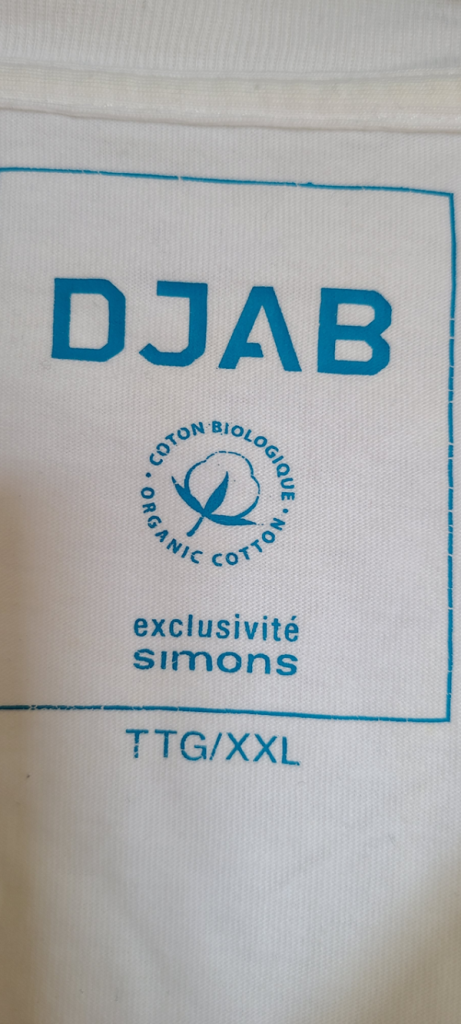 DJAB
• COTON BIOLOGIQUE •
ORGANIC COTTON
exclusivité
simons
TTG/XXL